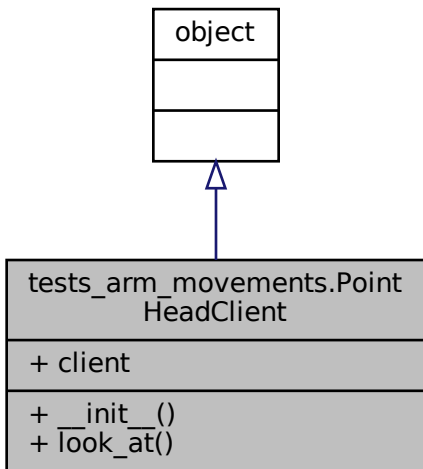 object
tests_arm_movements.Point
HeadClient
+ client
+ __init__()
+ look_at()